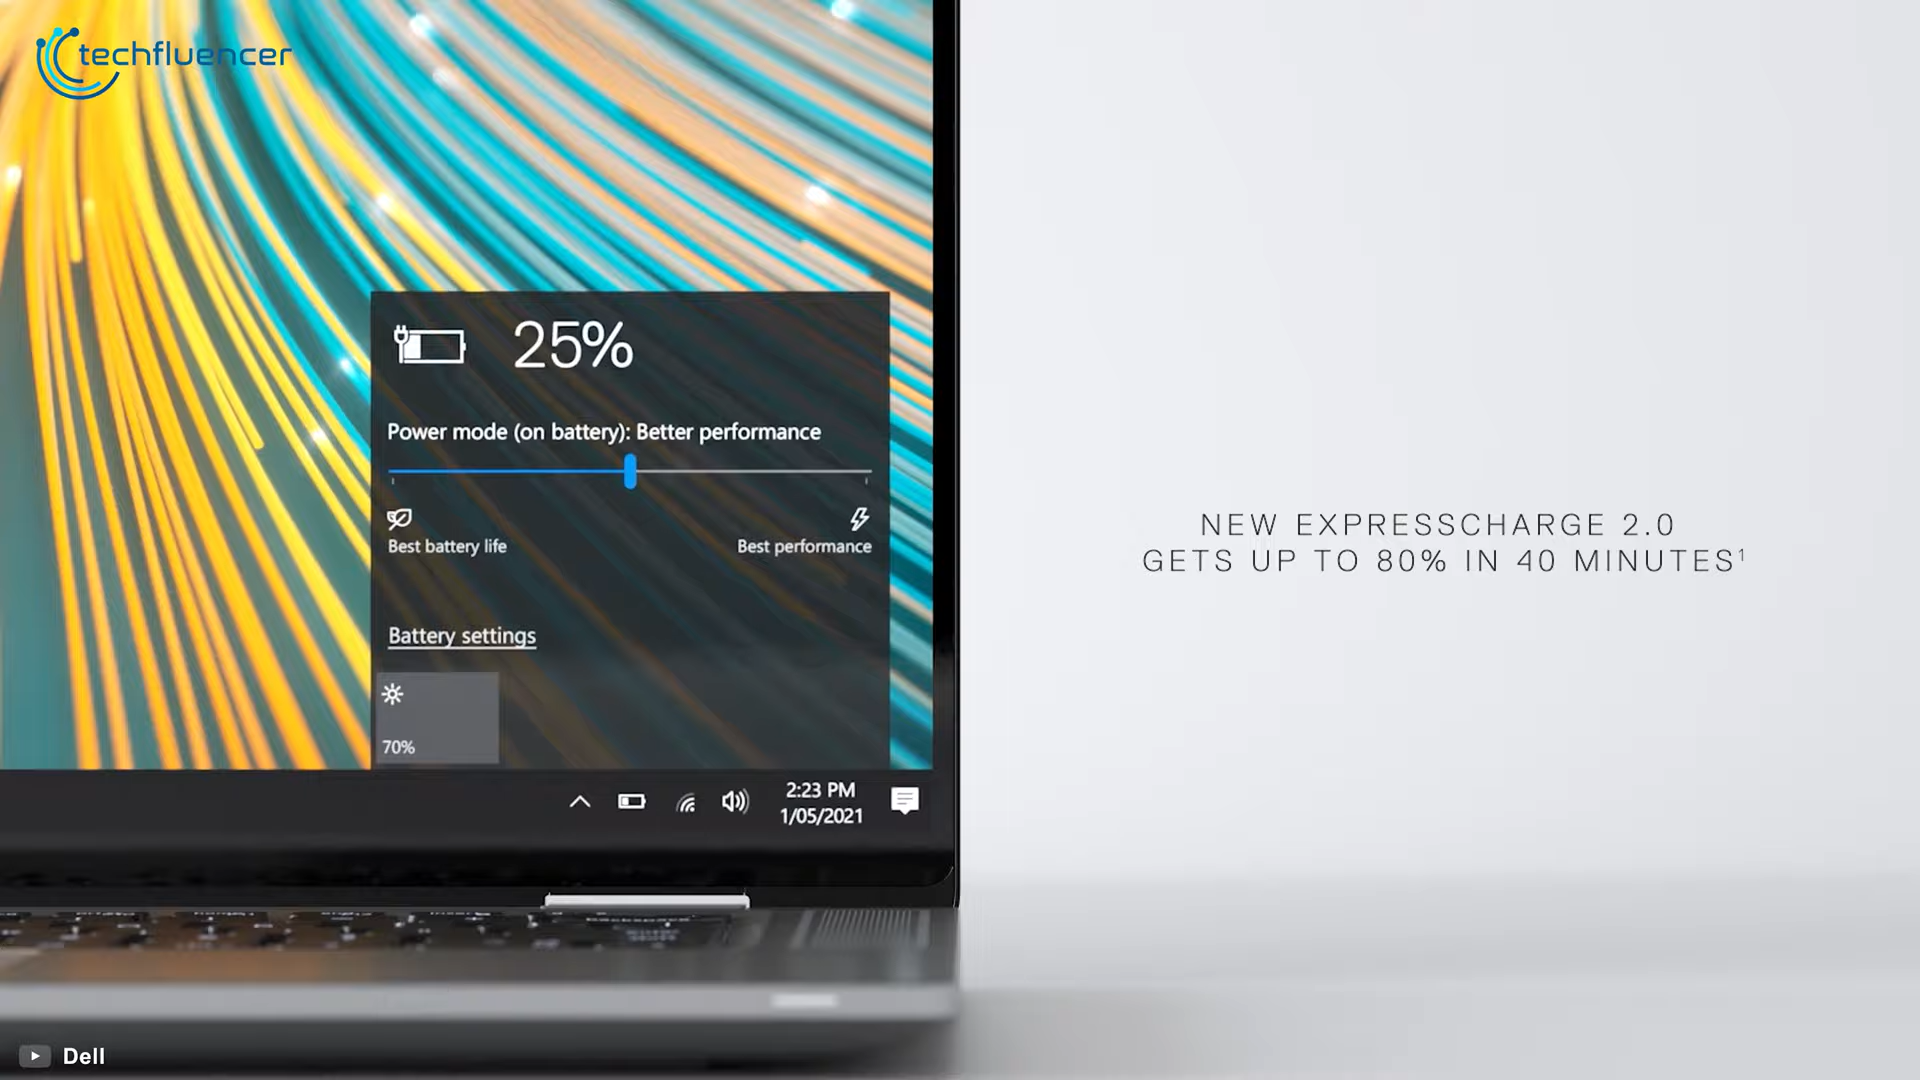 techfluencer
25%
Power mode (on battery): Better performance
Best battery life
Best performance
Battery settings
70%
2:23 PM
1/05/2021
NEW EXPRESSCHARGE 2.0
GETS UP TO 80% IN 40 MINUTES¹
backspace
Dell